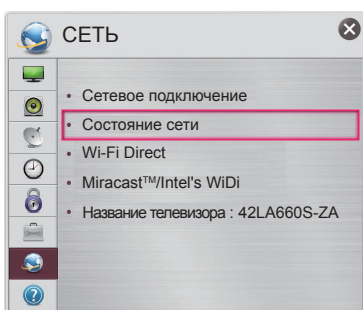 СЕТЬ
• Сетевое подключение
• Состояние сети
• Wi-Fi Direct
• Miracast™/Intel's WiDi
• Название телевизора : 42LA660S-ZA